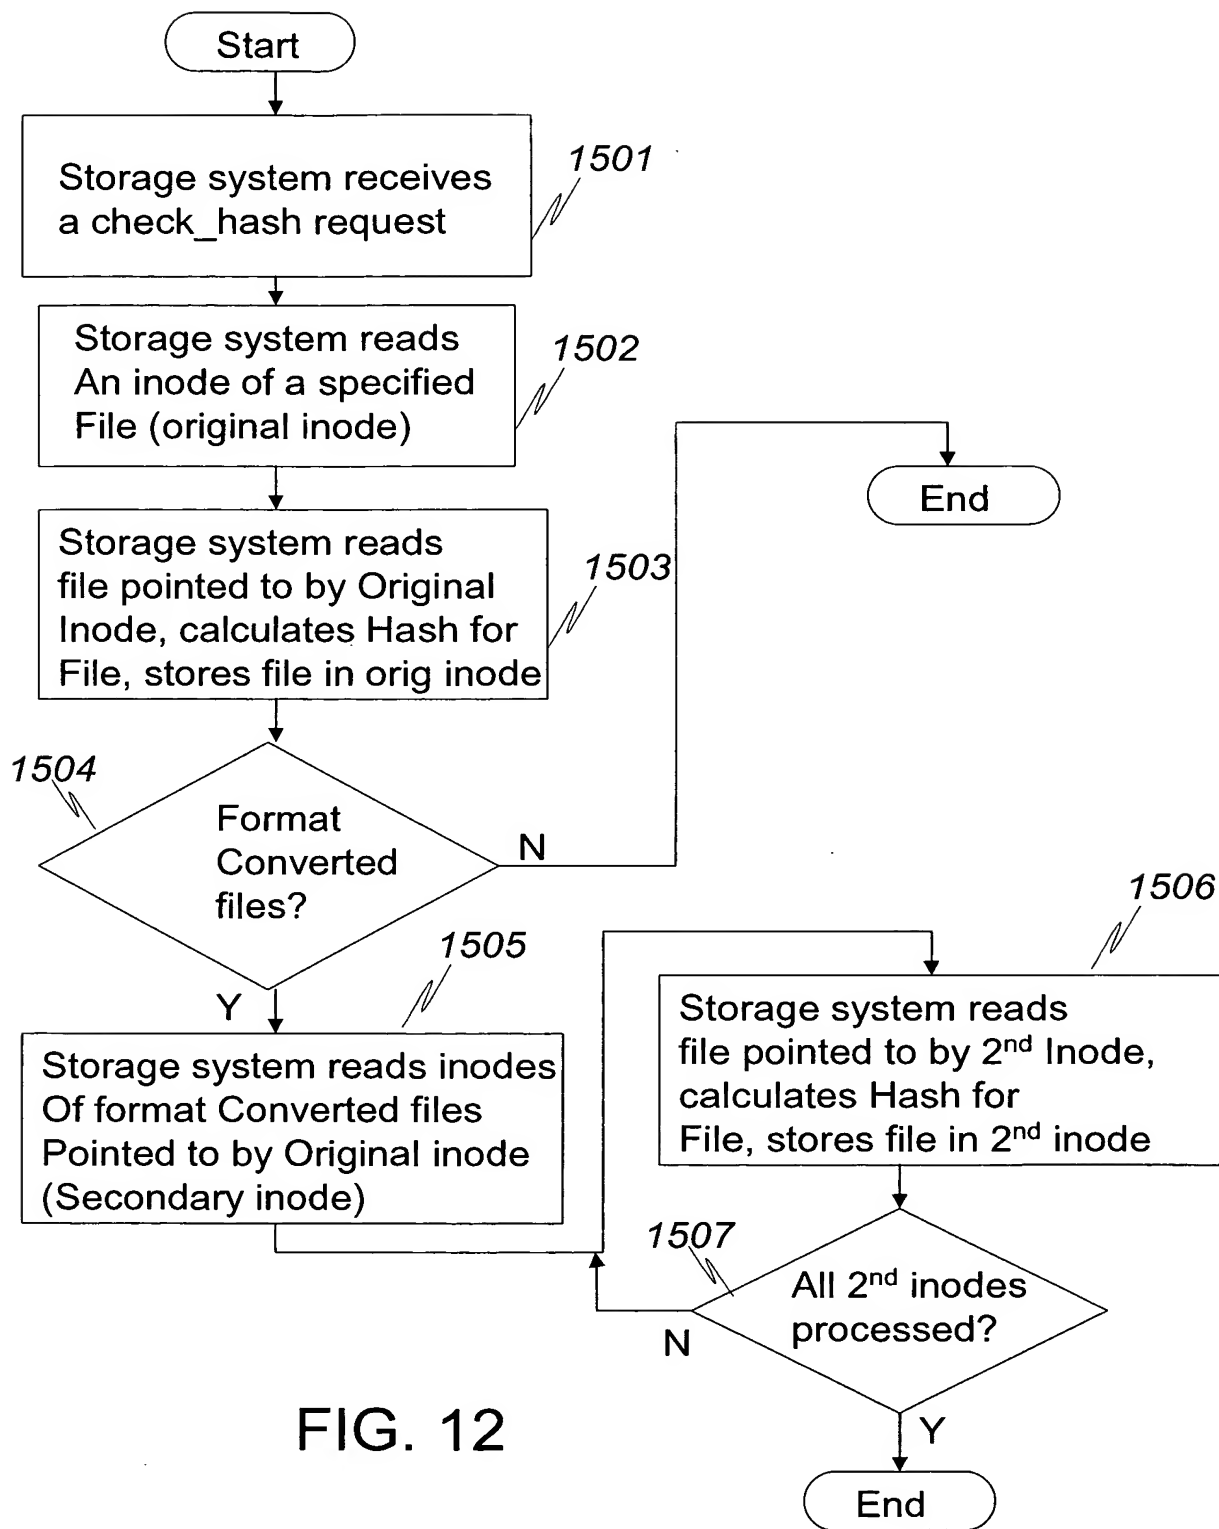 Start
Storage system receives
a check_hash request
1501
Storage system reads
An inode of a specified
File (original inode)
1502
End
Storage system reads
file pointed to by Original
Inode, calculates Hash for
File, stores file in orig inode
1503
1504
Format
Converted
files?
N
Y
1505
Storage system reads inodes
Of format Converted files
Pointed to by Original inode
(Secondary inode)
1506
Storage system reads
file pointed to by 2nd Inode,
calculates Hash for
File, stores file in 2nd inode
1507
All 2nd inodes
processed?
N
Y
End
FIG. 12